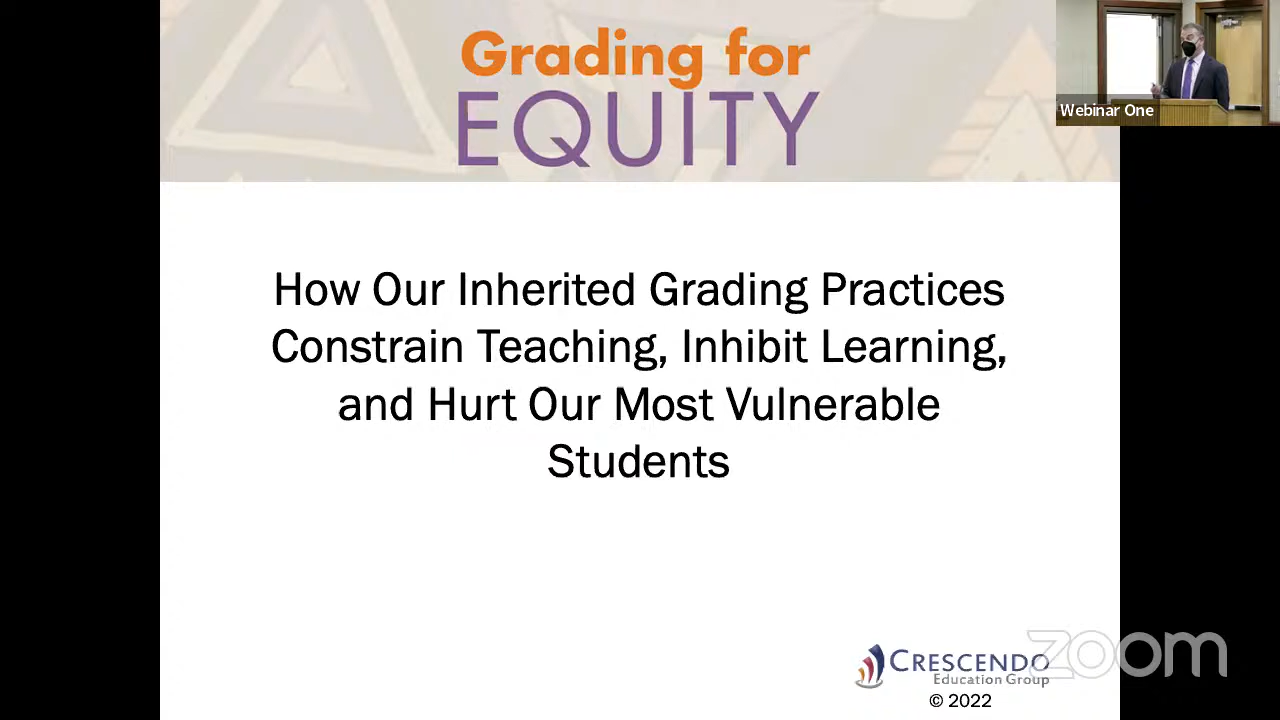 Grading for
EQUITY
Webinar One
How Our Inherited Grading Practices
Constrain Teaching, Inhibit Learning,
and Hurt Our Most Vulnerable
Students
CRESCENDO
Education Group
© 2022
zoom